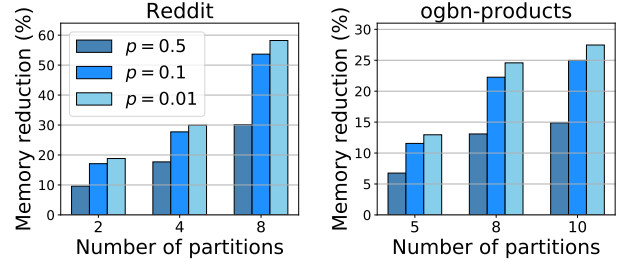 Reddit
Memory reduction (%)
60
50
40
30
20
10
0
p = 0.5
p = 0.1
p = 0.01
2 4 8
Number of partitions
ogbn-products
Memory reduction (%)
30
25
20
15
10
5
0
5 8 10
Number of partitions